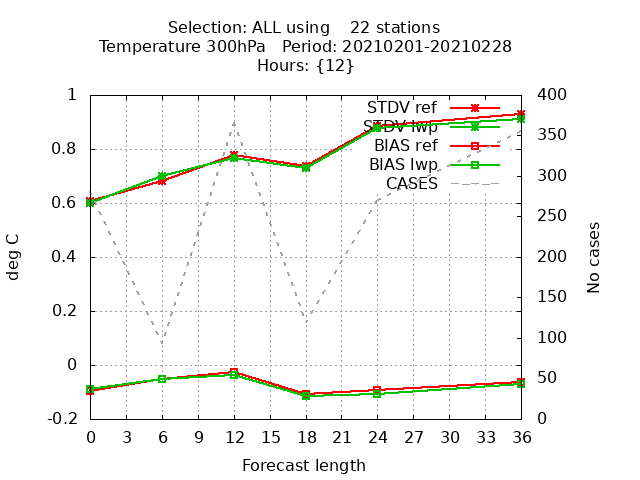 Selection: ALL using    22 stations
Temperature 300hPa   Period: 20210201-20210228
Hours: {12}
1
0.8
0.6
0.4
0.2
0
-0.2
deg C
400
350
300
250
200
150
100
50
0
No cases
STDV ref
STDV lwp
BIAS ref
BIAS lwp
CASES
0 3 6 9 12 15 18 21 24 27 30 33 36
Forecast length